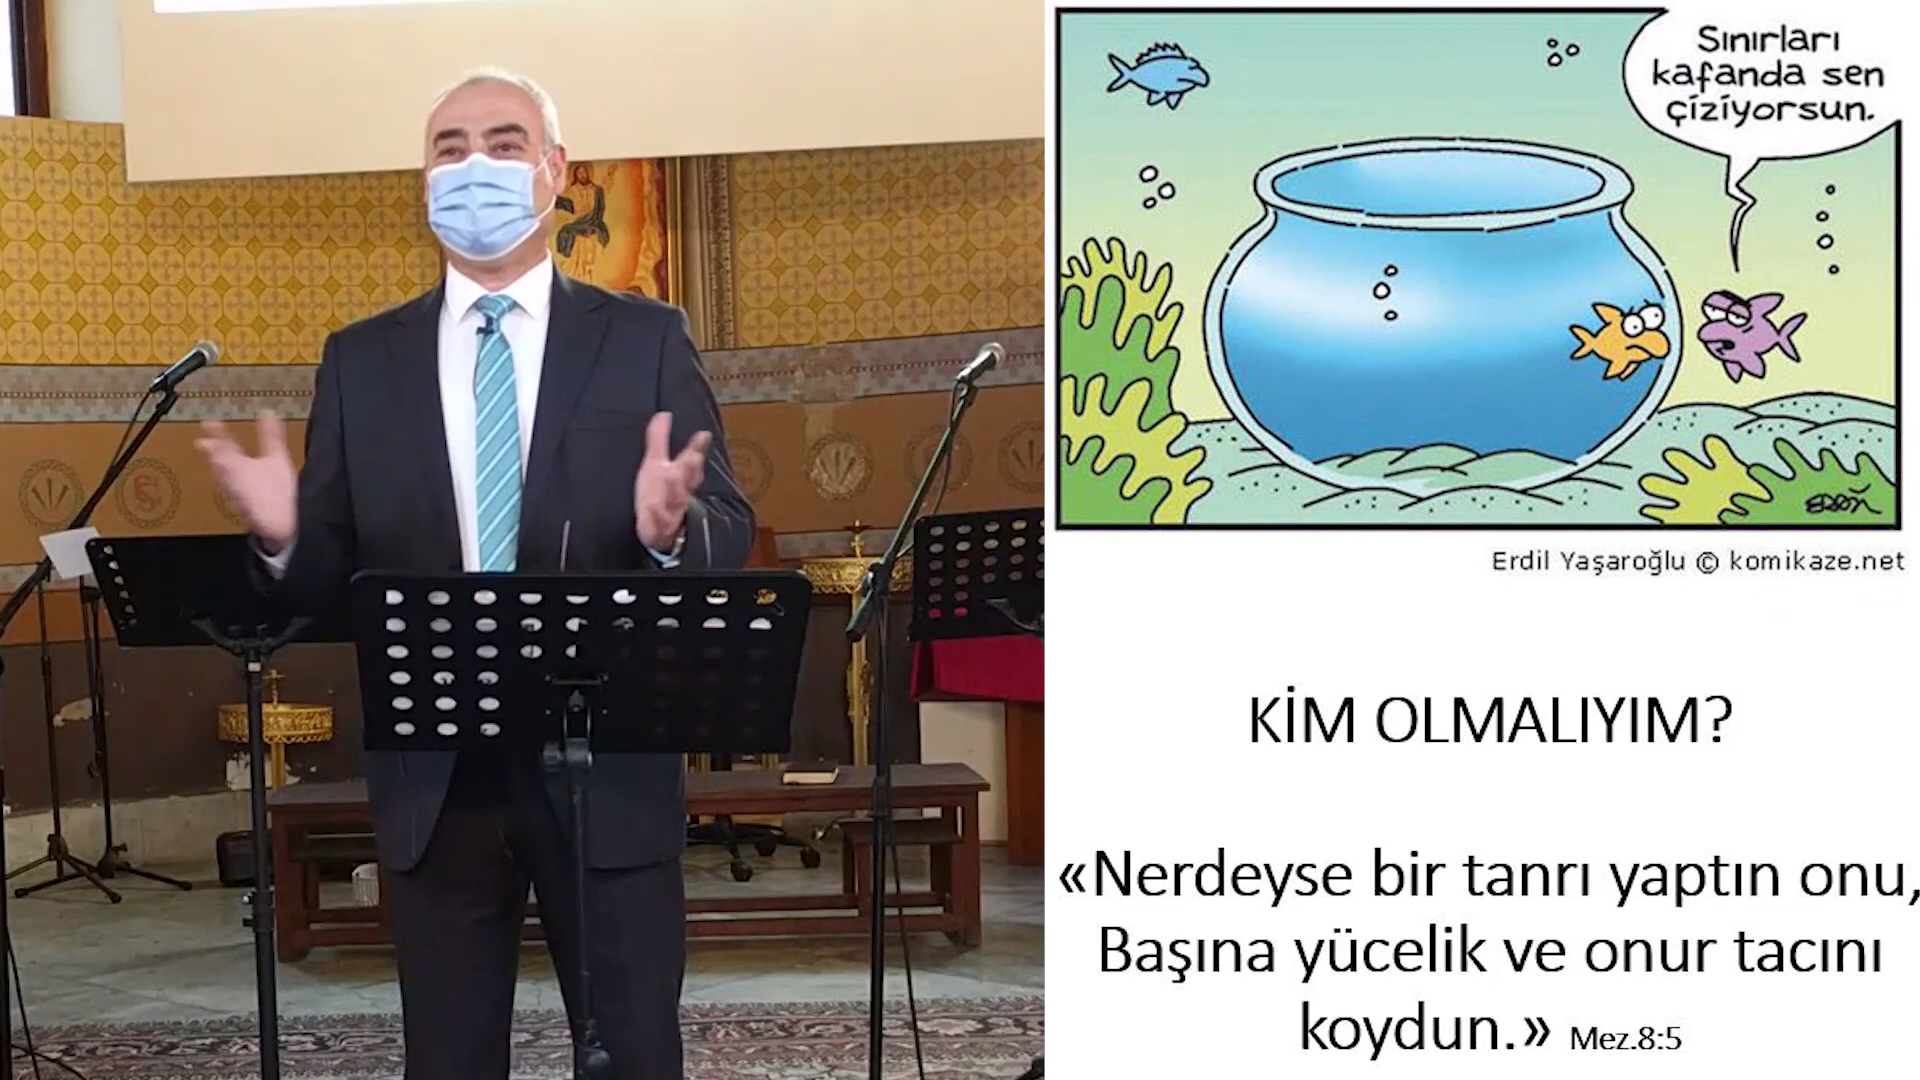 Sınırları
kafanda sen
çiziyorsun.
ERDİL
Erdil Yaşaroğlu © komikaze.net
KİM OLMALIYIM?
«Nerdeyse bir tanrı yaptın onu,
Başına yücelik ve onur tacını
koydun.» Mez.8:5